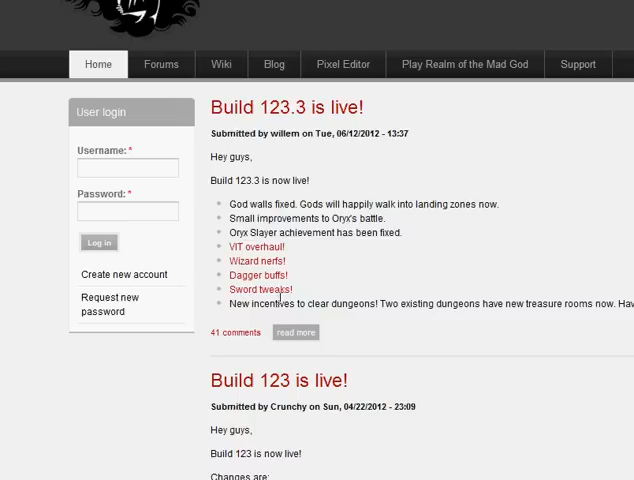 Home Forums Wiki Blog Pixel Editor Play Realm of the Mad God Support
User login
Username: *
Password: *
Log in
Create new account
Request new
password
Build 123.3 is live!
Submitted by willem on Tue, 06/12/2012 - 13:37
Hey guys,
Build 123.3 is now live!
God walls fixed. Gods will happily walk into landing zones now.
Small improvements to Oryx's battle.
Oryx Slayer achievement has been fixed.
VIT overhaul!
Wizard nerfs!
Dagger buffs!
Sword tweaks!
New incentives to clear dungeons! Two existing dungeons have new treasure rooms now. Hav
41 comments read more
Build 123 is live!
Submitted by Crunchy on Sun, 04/22/2012 - 23:09
Hey guys,
Build 123 is now live!
Changes are: